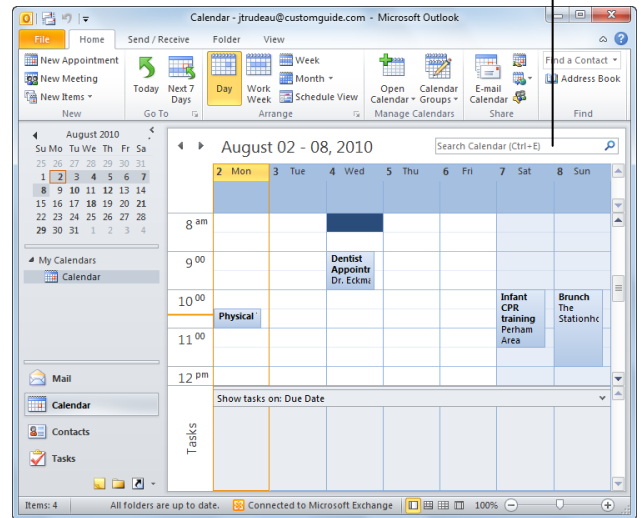 Calendar - jtrudeau@customguide.com - Microsoft Outlook
File Home Send / Receive Folder View
New Appointment
New Meeting
New Items
New
Today
Next 7 Days
Go To
Day
Work Week
Week
Month
Schedule View
Arrange
Open Calendar
Calendar Groups
Manage Calendars
E-mail Calendar
Share
Find a Contact
Address Book
Find
August 2010
Su Mo Tu We Th Fr Sa
25 26 27 28 29 30 31
1 2 3 4 5 6 7
8 9 10 11 12 13 14
15 16 17 18 19 20 21
22 23 24 25 26 27 28
29 30 31 1 2 3 4
My Calendars
Calendar
Mail
Calendar
Contacts
Tasks
August 02 - 08, 2010
Search Calendar (Ctrl+E)
2 Mon 3 Tue 4 Wed 5 Thu 6 Fri 7 Sat 8 Sun
8 am
9 00
Dentist
Appointr
Dr. Eckma
10 00
Physical
Infant
CPR
training
Perham
Area
Brunch
The
Stationho
11 00
12 pm
Show tasks on: Due Date
Tasks
Items: 4 All folders are up to date. Connected to Microsoft Exchange 100%